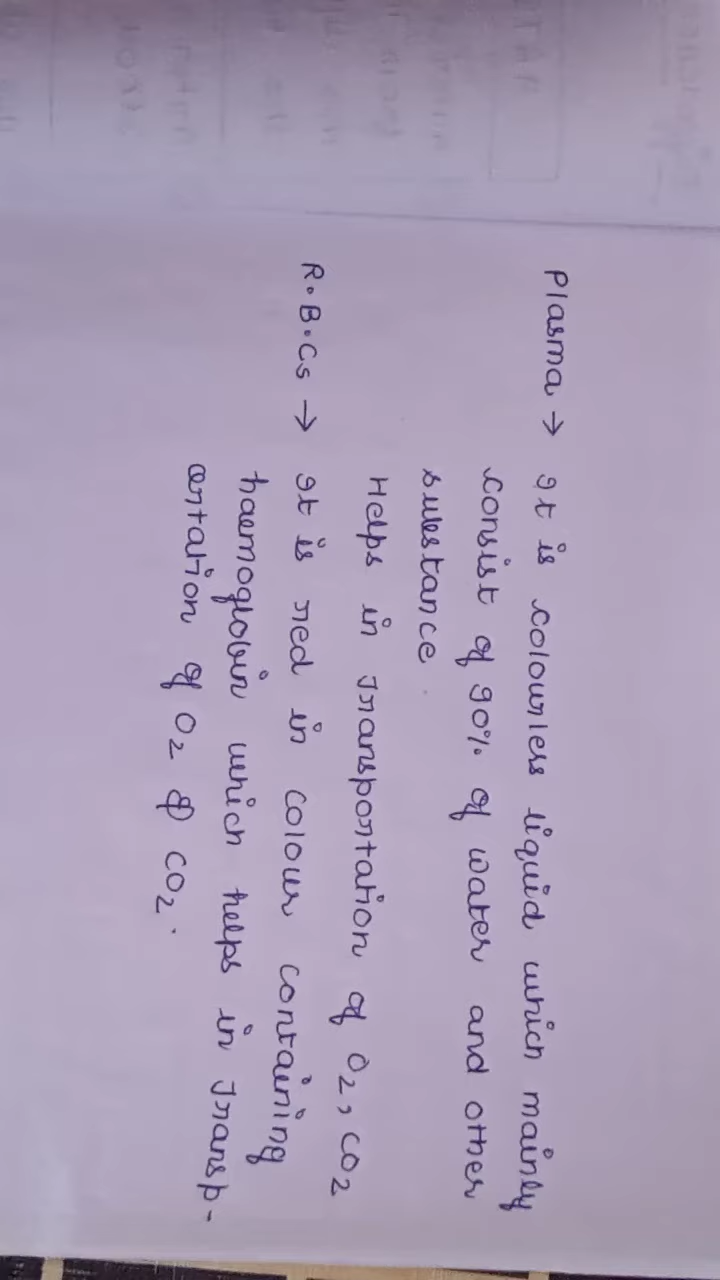 Plasma → It is colourless liquid which mainly
consist of 90% of water and other
substance.
Helps in Transportation of O2, CO2
R.B.Cs → It is red in colour containing
haemoglobin which helps in Transp-
ortation of O2 & CO2.